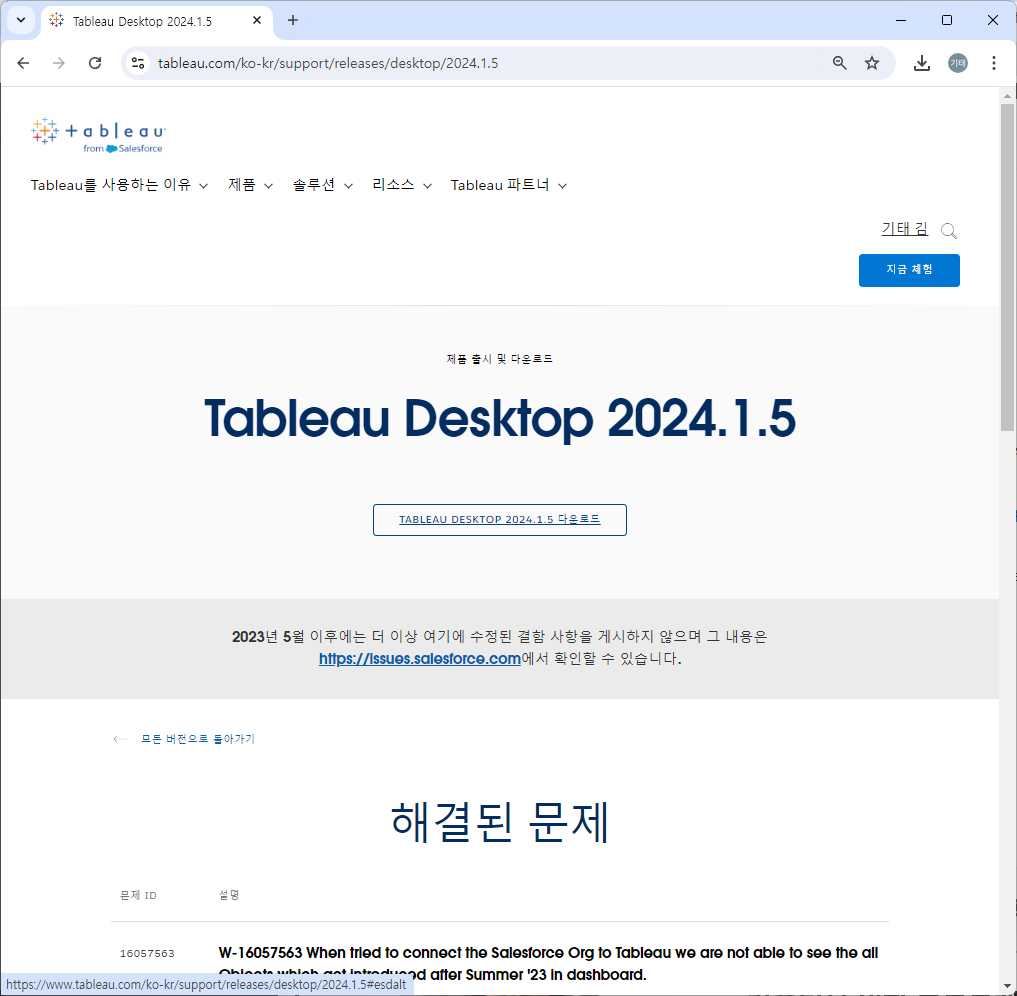 Tableau Desktop 2024.1.5
tableau.com/ko-kr/support/releases/desktop/2024.1.5
기태
+ a b l e a u
from Salesforce
Tableau를 사용하는 이유
제품
솔루션
리소스
Tableau 파트너
기태 김
지금 체험
제품 출시 및 다운로드
Tableau Desktop 2024.1.5
TABLEAU DESKTOP 2024.1.5 다운로드
2023년 5월 이후에는 더 이상 여기에 수정된 결함 사항을 게시하지 않으며 그 내용은
https://issues.salesforce.com에서 확인할 수 있습니다.
모든 버전으로 돌아가기
해결된 문제
문제 ID 설명
16057563 W-16057563 When tried to connect the Salesforce Org to Tableau we are not able to see the all
Objects which got introduced after Summer '23 in dashboard.
https://www.tableau.com/ko-kr/support/releases/desktop/2024.1.5#esdalt